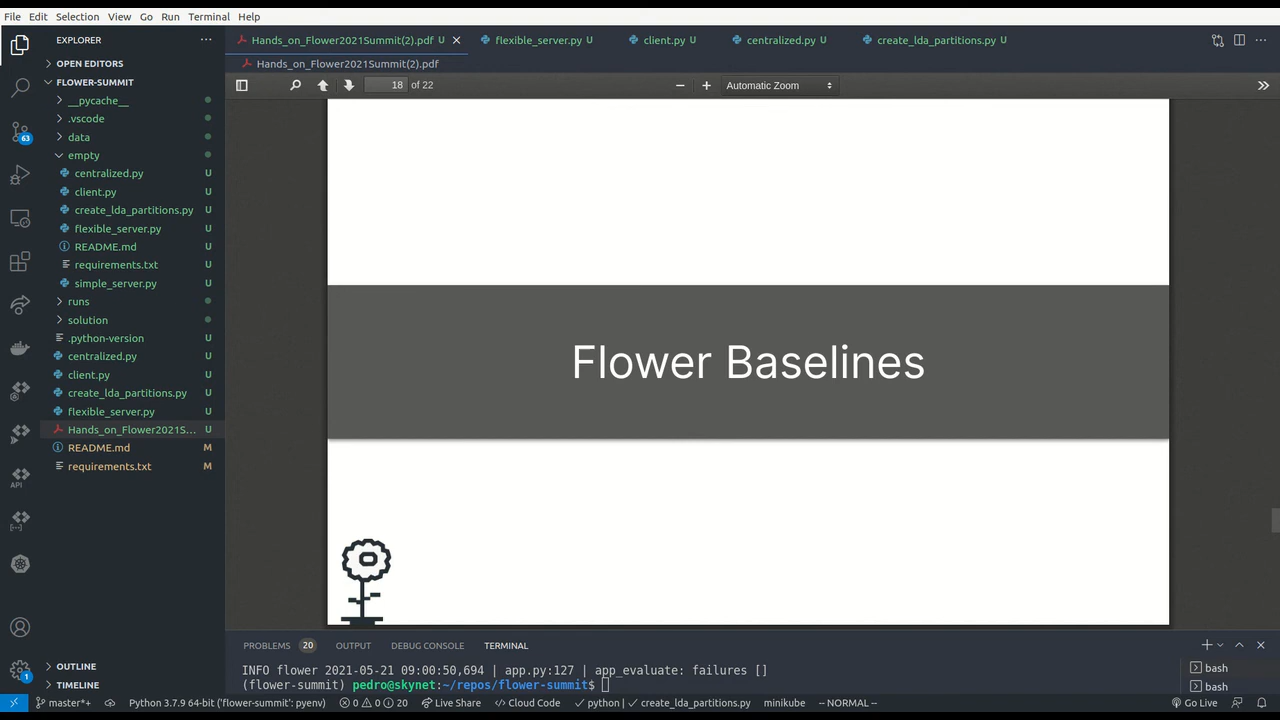 File Edit Selection View Go Run Terminal Help
EXPLORER ...
Hands_on_Flower2021Summit(2).pdf U
flexible_server.py U
client.py U
centralized.py U
create_lda_partitions.py U
Hands_on_Flower2021Summit(2).pdf
18 of 22
Automatic Zoom
OPEN EDITORS
FLOWER-SUMMIT
__pycache__
.vscode
data
empty
centralized.py U
client.py U
create_lda_partitions.py U
flexible_server.py U
README.md U
requirements.txt U
simple_server.py U
runs
solution
.python-version U
centralized.py U
client.py U
create_lda_partitions.py U
flexible_server.py U
Hands_on_Flower2021S... U
README.md M
requirements.txt M
63
API
1
OUTLINE
TIMELINE
Flower Baselines
PROBLEMS 20 OUTPUT DEBUG CONSOLE TERMINAL
INFO flower 2021-05-21 09:00:50,694 | app.py:127 | app_evaluate: failures []
(flower-summit) pedro@skynet:~/repos/flower-summit$
bash
bash
master*+ Python 3.7.9 64-bit ('flower-summit': pyenv) 0 0 20 Live Share Cloud Code python | ✓ create_lda_partitions.py minikube -- NORMAL -- Go Live